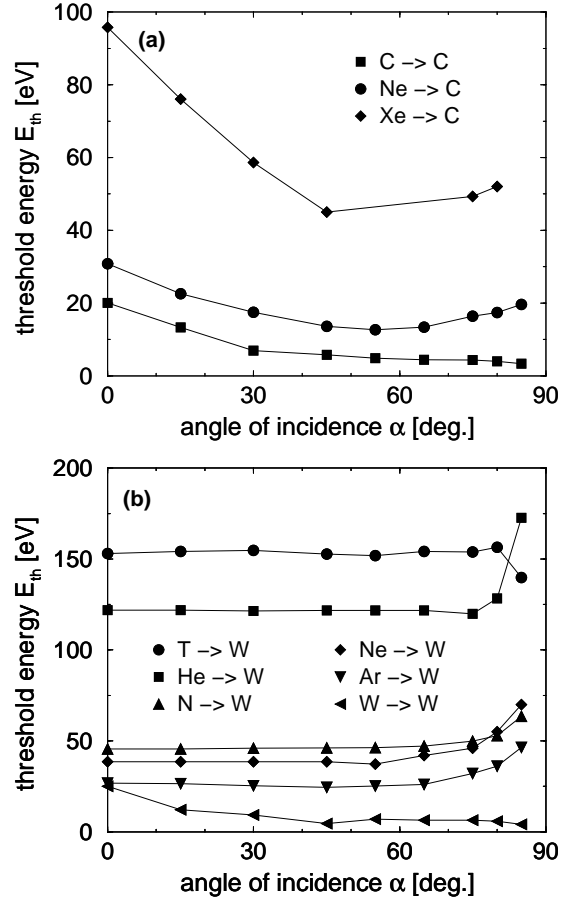 100
(a)
C –> C
80
Ne –> C
Xe –> C
60
40
20
0
threshold energy E_th [eV]
0 30 60 90
angle of incidence α [deg.]
200
(b)
150
100
T –> W Ne –> W
He –> W Ar –> W
N –> W W –> W
50
0
threshold energy E_th [eV]
0 30 60 90
angle of incidence α [deg.]